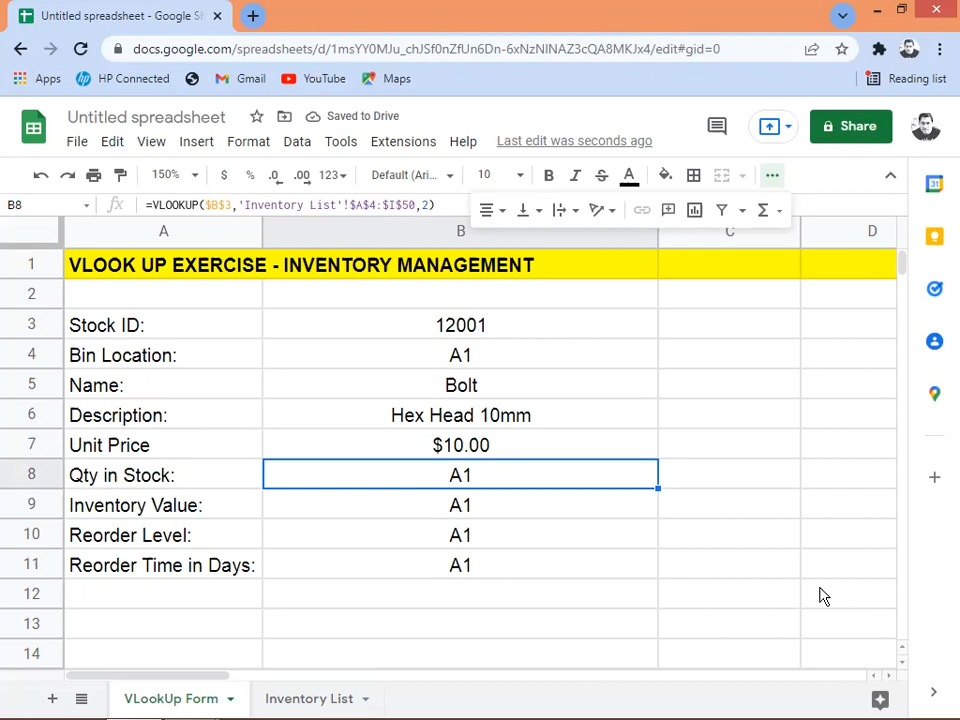 Untitled spreadsheet - Google Sh
docs.google.com/spreadsheets/d/1msYY0MJu_chJSf0nZfUn6Dn-6xNzNINAZ3cQA8MKJx4/edit#gid=0
Apps HP Connected Gmail YouTube Maps Reading list
Untitled spreadsheet Saved to Drive
File Edit View Insert Format Data Tools Extensions Help Last edit was seconds ago
Share
150% $ % .0 .00 123 Default (Ari... 10 B I S A
B8 fx =VLOOKUP($B$3,'Inventory List'!$A$4:$I$50,2)
A B C D
1 VLOOK UP EXERCISE - INVENTORY MANAGEMENT
2
3 Stock ID: 12001
4 Bin Location: A1
5 Name: Bolt
6 Description: Hex Head 10mm
7 Unit Price $10.00
8 Qty in Stock: A1
9 Inventory Value: A1
10 Reorder Level: A1
11 Reorder Time in Days: A1
12
13
14
VLookUp Form Inventory List
31